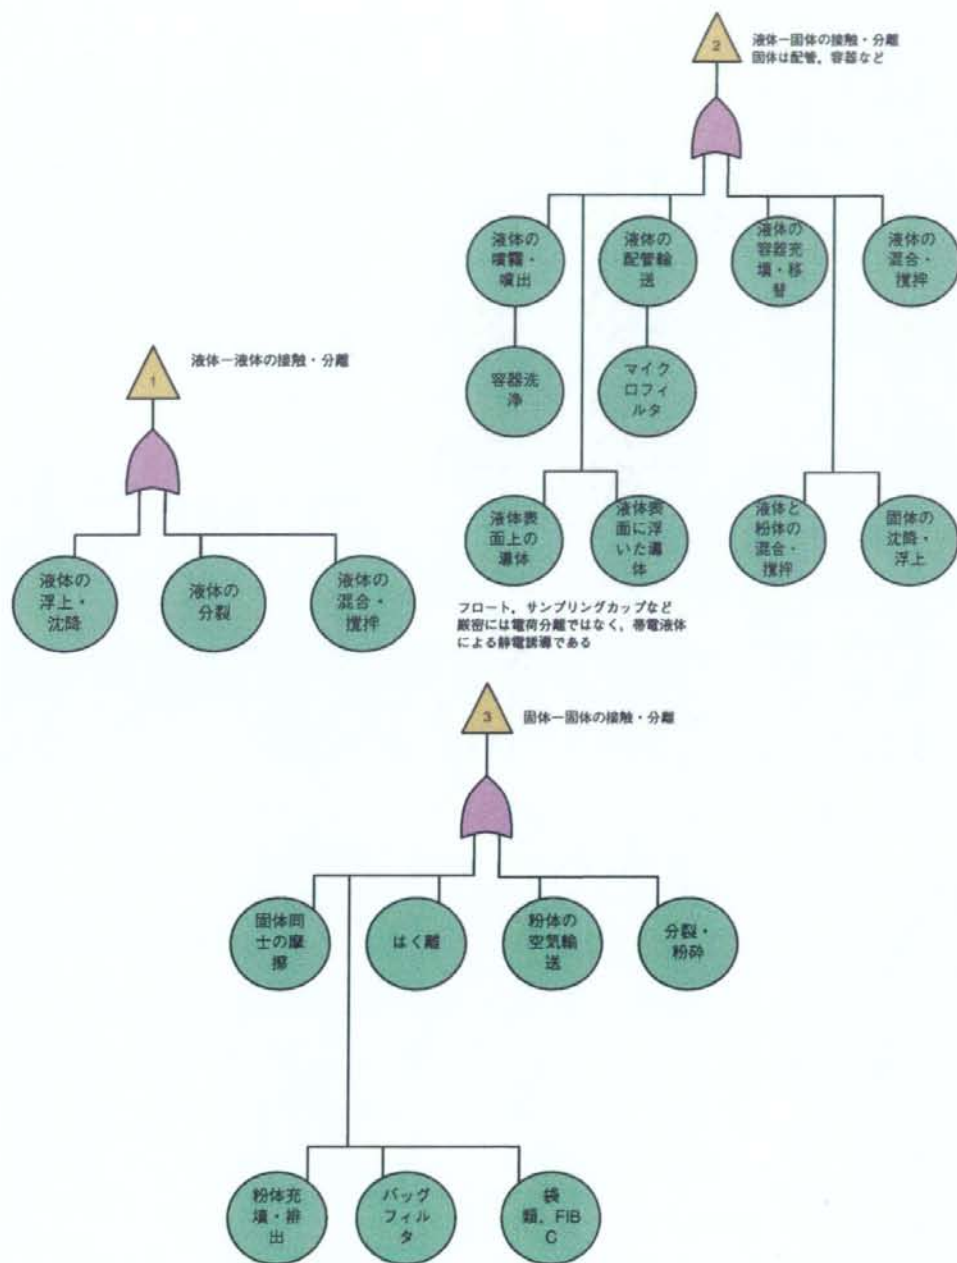 2
液体－固体の接触・分離
固体は配管，容器など
液体の
噴霧・
噴出
液体の
配管輸
送
液体の
容器充
填・移
替
液体の
混合・
撹拌
容器洗
浄
マイク
ロフィ
ルタ
液体表
面上の
導体
液体表
面に浮
いた導
体
液体と
粉体の
混合・
撹拌
固体の
沈降・
浮上
フロート，サンプリングカップなど
厳密には電荷分離ではなく，帯電液体
による静電誘導である
1
液体－液体の接触・分離
液体の
浮上・
沈降
液体の
分裂
液体の
混合・
撹拌
3
固体－固体の接触・分離
固体同
士の摩
擦
はく離
粉体の
空気輸
送
分裂・
粉砕
粉体充
填・排
出
バッグ
フィル
タ
袋
類，FIB
C